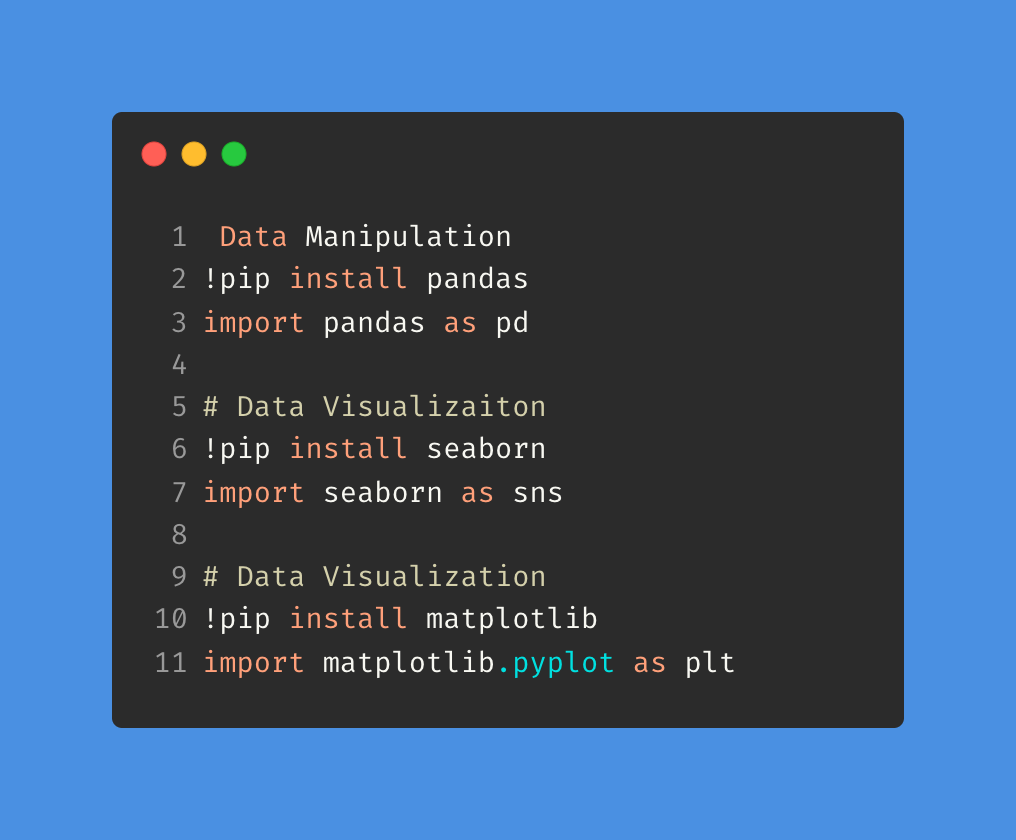 1 Data Manipulation
2 !pip install pandas
3 import pandas as pd
4
5 # Data Visualizaiton
6 !pip install seaborn
7 import seaborn as sns
8
9 # Data Visualization
10 !pip install matplotlib
11 import matplotlib.pyplot as plt